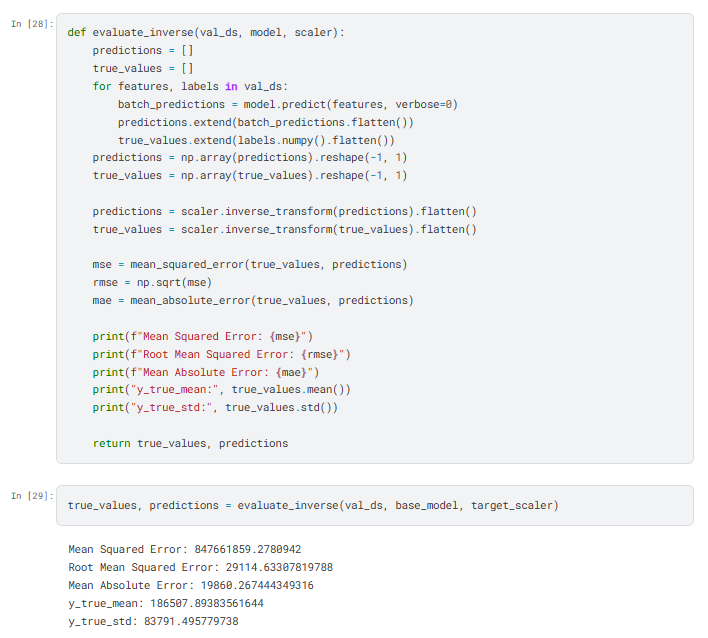 In [28]:
def evaluate_inverse(val_ds, model, scaler):
    predictions = []
    true_values = []
    for features, labels in val_ds:
        batch_predictions = model.predict(features, verbose=0)
        predictions.extend(batch_predictions.flatten())
        true_values.extend(labels.numpy().flatten())
    predictions = np.array(predictions).reshape(-1, 1)
    true_values = np.array(true_values).reshape(-1, 1)

    predictions = scaler.inverse_transform(predictions).flatten()
    true_values = scaler.inverse_transform(true_values).flatten()

    mse = mean_squared_error(true_values, predictions)
    rmse = np.sqrt(mse)
    mae = mean_absolute_error(true_values, predictions)

    print(f"Mean Squared Error: {mse}")
    print(f"Root Mean Squared Error: {rmse}")
    print(f"Mean Absolute Error: {mae}")
    print("y_true_mean:", true_values.mean())
    print("y_true_std:", true_values.std())

    return true_values, predictions
In [29]:
true_values, predictions = evaluate_inverse(val_ds, base_model, target_scaler)
Mean Squared Error: 847661859.2780942
Root Mean Squared Error: 29114.63307819788
Mean Absolute Error: 19860.267444349316
y_true_mean: 186507.89383561644
y_true_std: 83791.495779738